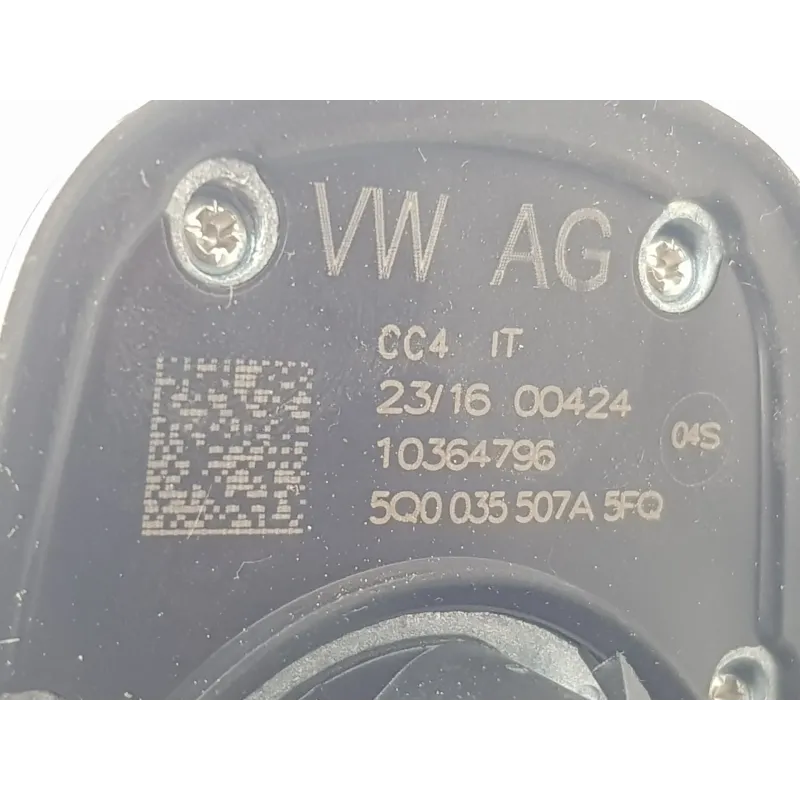 VW AG
CC4 IT
23/16 00424
10364796
04S
5Q0 035 507A 5FQ